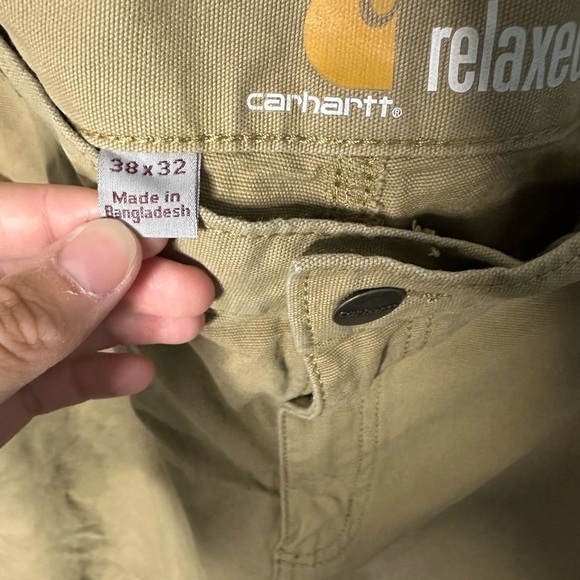 carhartt®
relaxed
38 x 32
Made in
Bangladesh